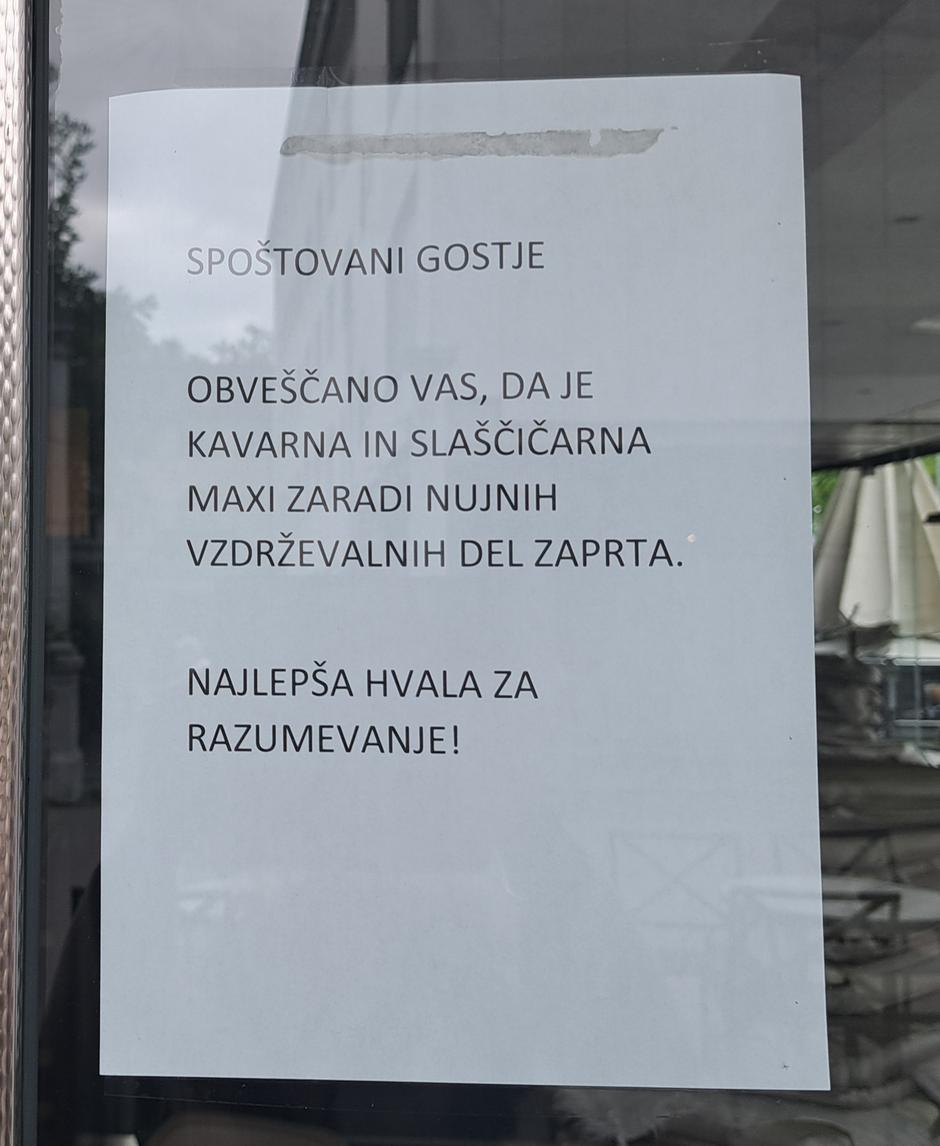 SPOŠTOVANI GOSTJE
OBVEŠČANO VAS, DA JE
KAVARNA IN SLAŠČIČARNA
MAXI ZARADI NUJNIH
VZDRŽEVALNIH DEL ZAPRTA.
NAJLEPŠA HVALA ZA
RAZUMEVANJE!